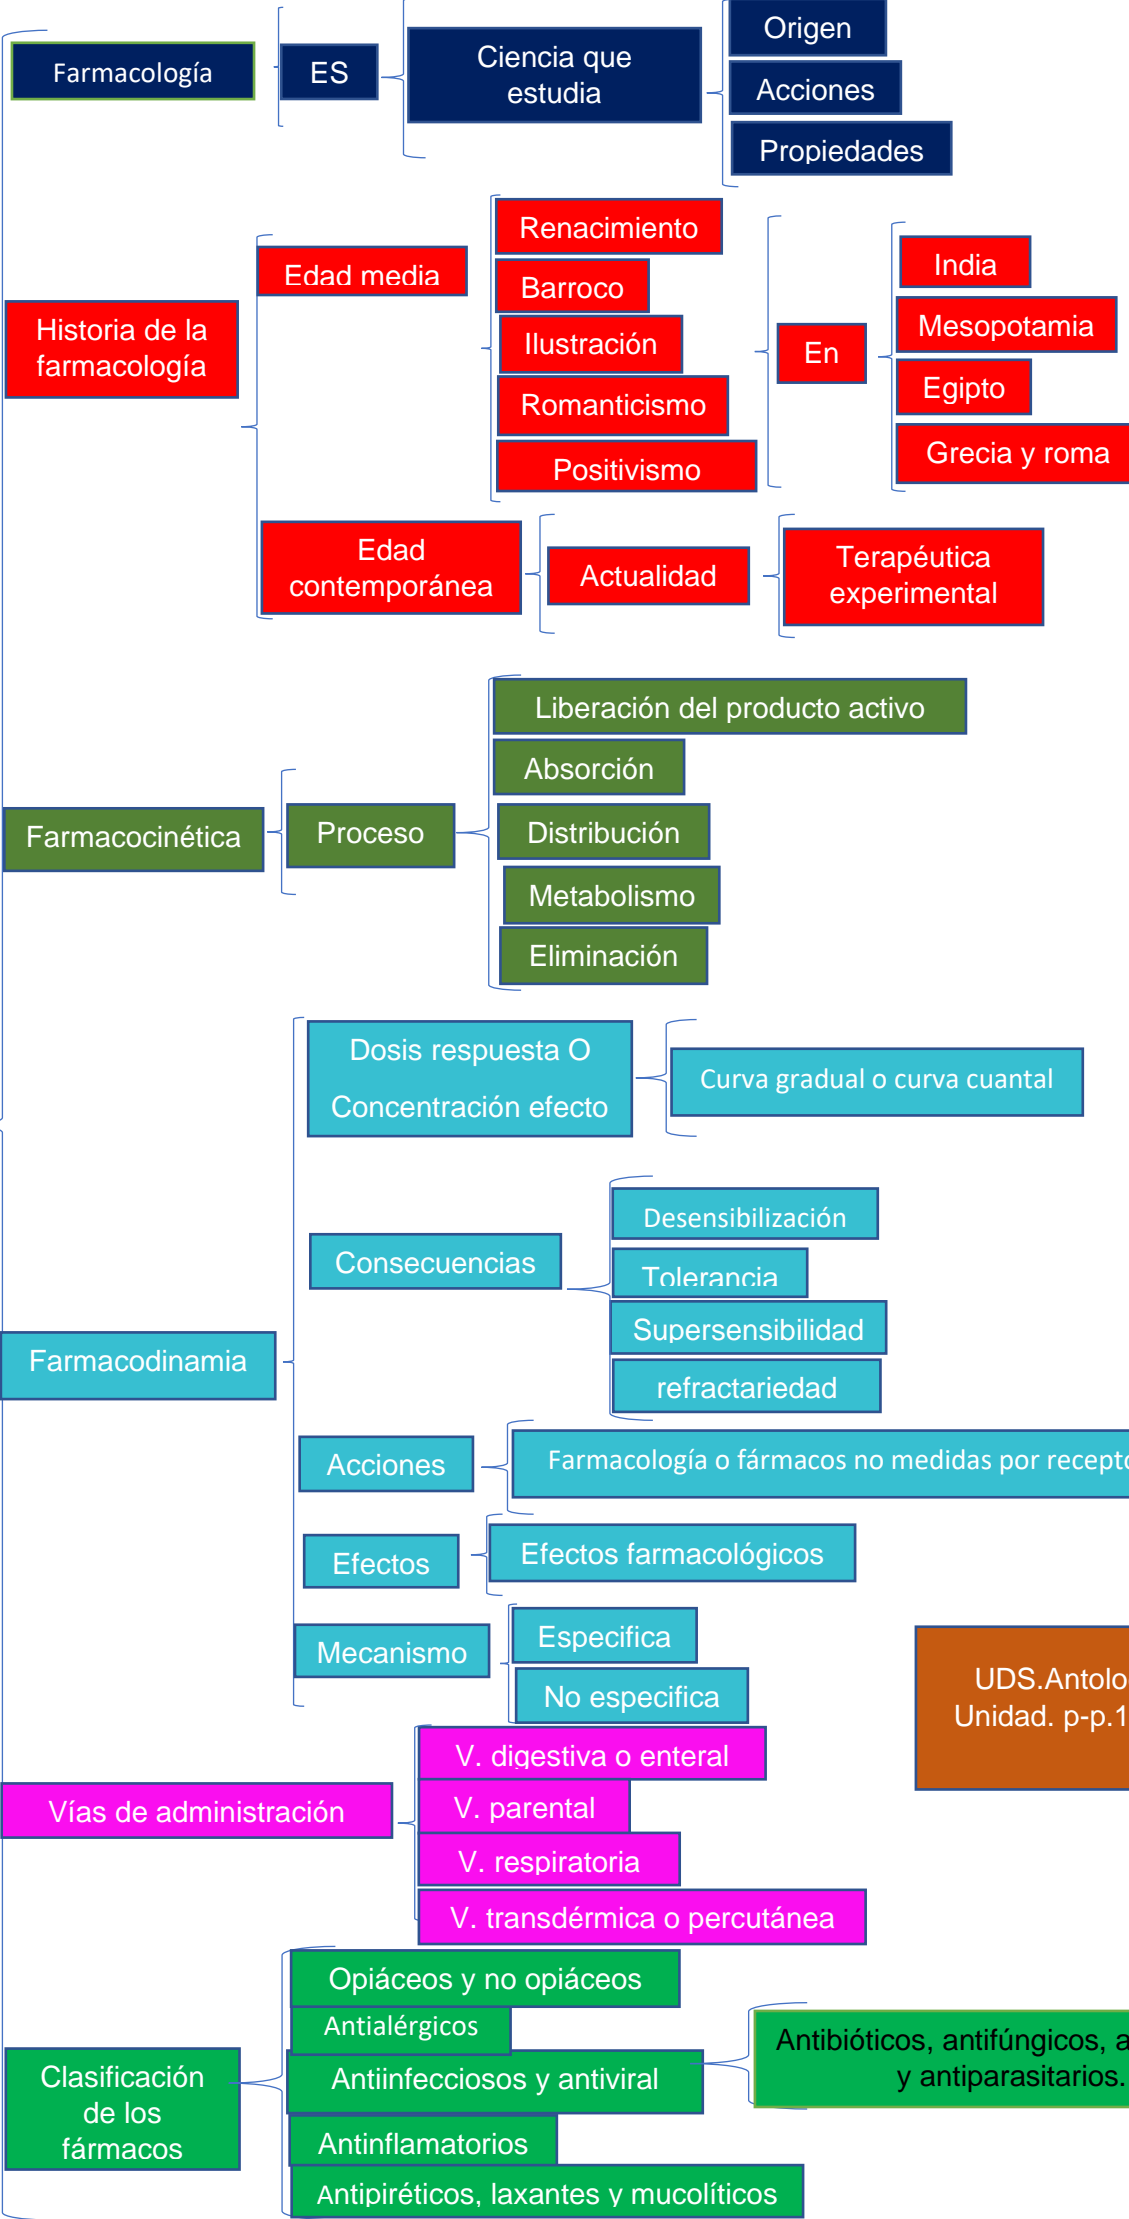 Farmacología
ES
Ciencia que
estudia
Origen
Acciones
Propiedades
Historia de la
farmacología
Edad media
Renacimiento
Barroco
Ilustración
Romanticismo
Positivismo
En
India
Mesopotamia
Egipto
Grecia y roma
Edad
contemporánea
Actualidad
Terapéutica
experimental
Farmacocinética
Proceso
Liberación del producto activo
Absorción
Distribución
Metabolismo
Eliminación
Farmacodinamia
Dosis respuesta O
Concentración efecto
Curva gradual o curva cuantal
Consecuencias
Desensibilización
Tolerancia
Supersensibilidad
refractariedad
Acciones
Farmacología o fármacos no medidas por
Efectos
Efectos farmacológicos
Mecanismo
Especifica
No especifica
Vías de administración
V. digestiva o enteral
V. parental
V. respiratoria
V. transdérmica o percutánea
Clasificación
de los
fármacos
Opiáceos y no opiáceos
Antialérgicos
Antiinfecciosos y antiviral
Antibióticos, antifúngicos,
y antiparasitarios.
Antinflamatorios
Antipiréticos, laxantes y mucolíticos
Unidad.